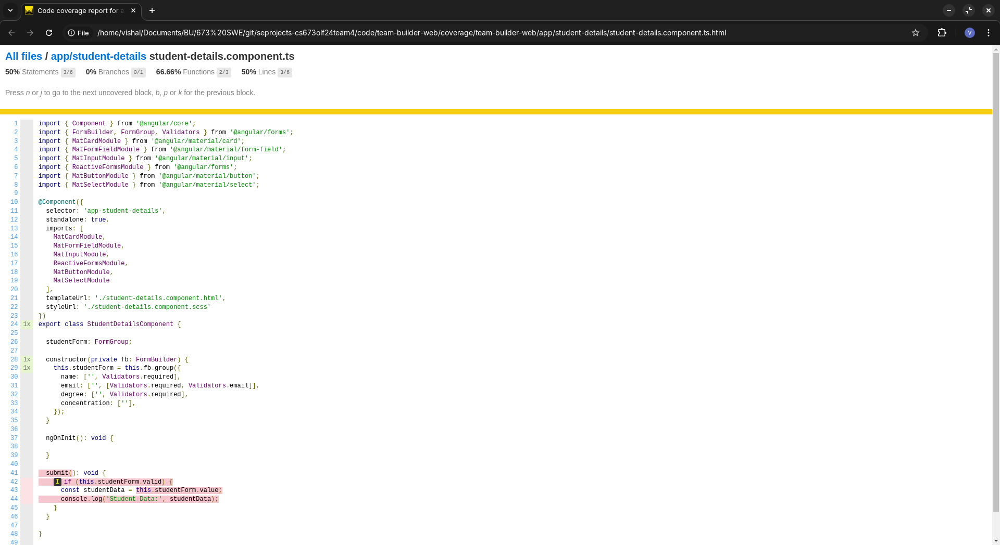 Code coverage report for a
File /home/vishal/Documents/BU/673%20SWE/git/seprojects-cs673olf24team4/code/team-builder-web/coverage/team-builder-web/app/student-details/student-details.component.ts.html
V
All files / app/student-details student-details.component.ts
50% Statements 3/6 0% Branches 0/1 66.66% Functions 2/3 50% Lines 3/6
Press n or j to go to the next uncovered block, b, p or k for the previous block.
1 import { Component } from '@angular/core';
2 import { FormBuilder, FormGroup, Validators } from '@angular/forms';
3 import { MatCardModule } from '@angular/material/card';
4 import { MatFormFieldModule } from '@angular/material/form-field';
5 import { MatInputModule } from '@angular/material/input';
6 import { ReactiveFormsModule } from '@angular/forms';
7 import { MatButtonModule } from '@angular/material/button';
8 import { MatSelectModule } from '@angular/material/select';
9
10 @Component({
11 selector: 'app-student-details',
12 standalone: true,
13 imports: [
14 MatCardModule,
15 MatFormFieldModule,
16 MatInputModule,
17 ReactiveFormsModule,
18 MatButtonModule,
19 MatSelectModule
20 ],
21 templateUrl: './student-details.component.html',
22 styleUrl: './student-details.component.scss'
23 })
24 1x export class StudentDetailsComponent {
25
26 studentForm: FormGroup;
27
28 1x constructor(private fb: FormBuilder) {
29 1x this.studentForm = this.fb.group({
30 name: ['', Validators.required],
31 email: ['', [Validators.required, Validators.email]],
32 degree: ['', Validators.required],
33 concentration: [''],
34 });
35 }
36
37 ngOnInit(): void {
38
39 }
40
41 submit(): void {
42 I if (this.studentForm.valid) {
43 const studentData = this.studentForm.value;
44 console.log('Student Data:', studentData);
45 }
46 }
47
48 }
49